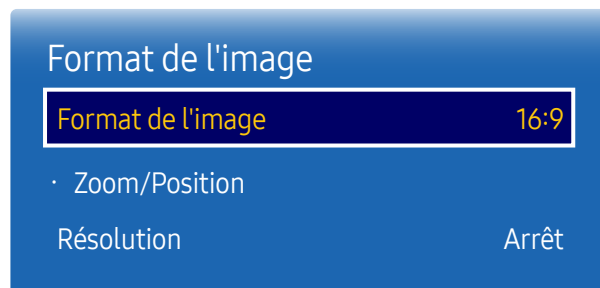 Format de l'image
Format de l'image 16:9
· Zoom/Position
Résolution Arrêt